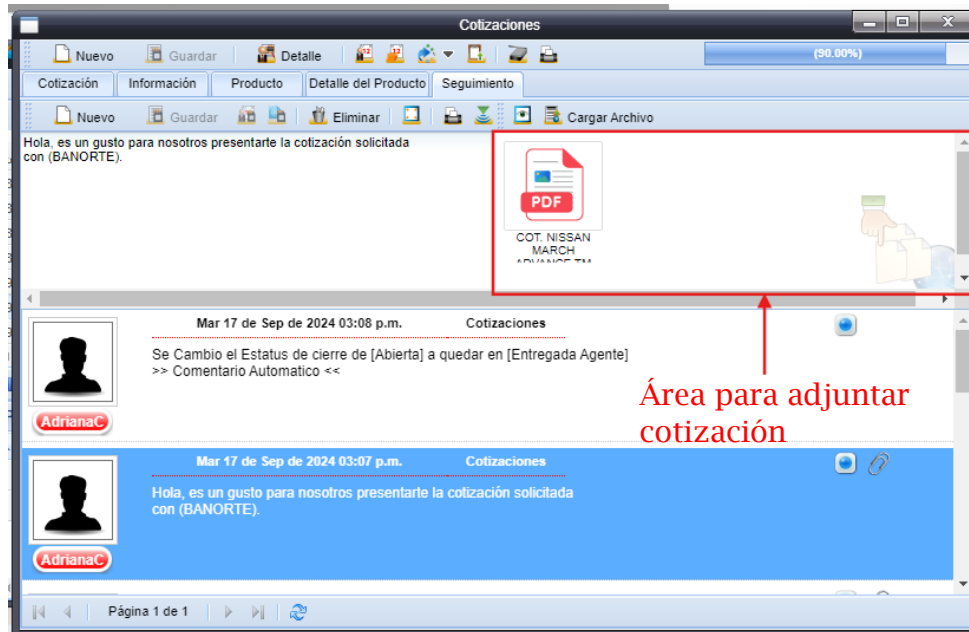 Cotizaciones
Nuevo Guardar Detalle (90.00%)
Cotización Información Producto Detalle del Producto Seguimiento
Nuevo Guardar Eliminar Cargar Archivo
Hola, es un gusto para nosotros presentarte la cotización solicitada
con (BANORTE).
PDF
COT. NISSAN
MARCH
ADVANCE TM
Mar 17 de Sep de 2024 03:08 p.m. Cotizaciones
Se Cambio el Estatus de cierre de [Abierta] a quedar en [Entregada Agente]
>> Comentario Automatico <<
AdrianaC
Área para adjuntar
cotización
Mar 17 de Sep de 2024 03:07 p.m. Cotizaciones
Hola, es un gusto para nosotros presentarte la cotización solicitada
con (BANORTE).
AdrianaC
Página 1 de 1